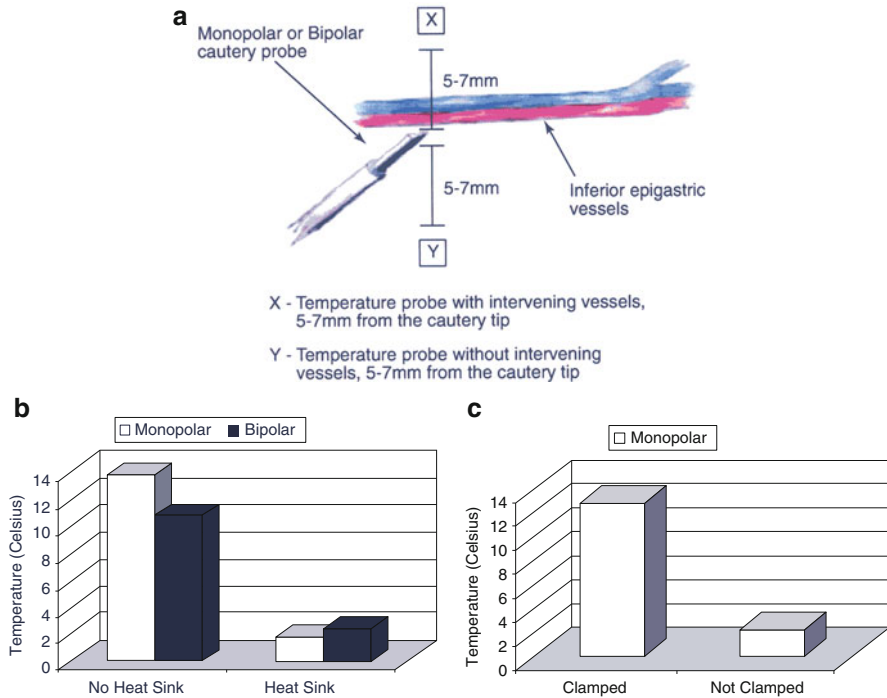 a
X
Monopolar or Bipolar
cautery probe
5-7mm
5-7mm
Inferior epigastric
vessels
Y
X - Temperature probe with intervening vessels,
5-7mm from the cautery tip
Y - Temperature probe without intervening
vessels, 5-7mm from the cautery tip
b
Monopolar Bipolar
Temperature (Celsius)
14
12
10
8
6
4
2
0
No Heat Sink Heat Sink
c
Monopolar
Temperature (Celsius)
14
12
10
8
6
4
2
0
Clamped Not Clamped